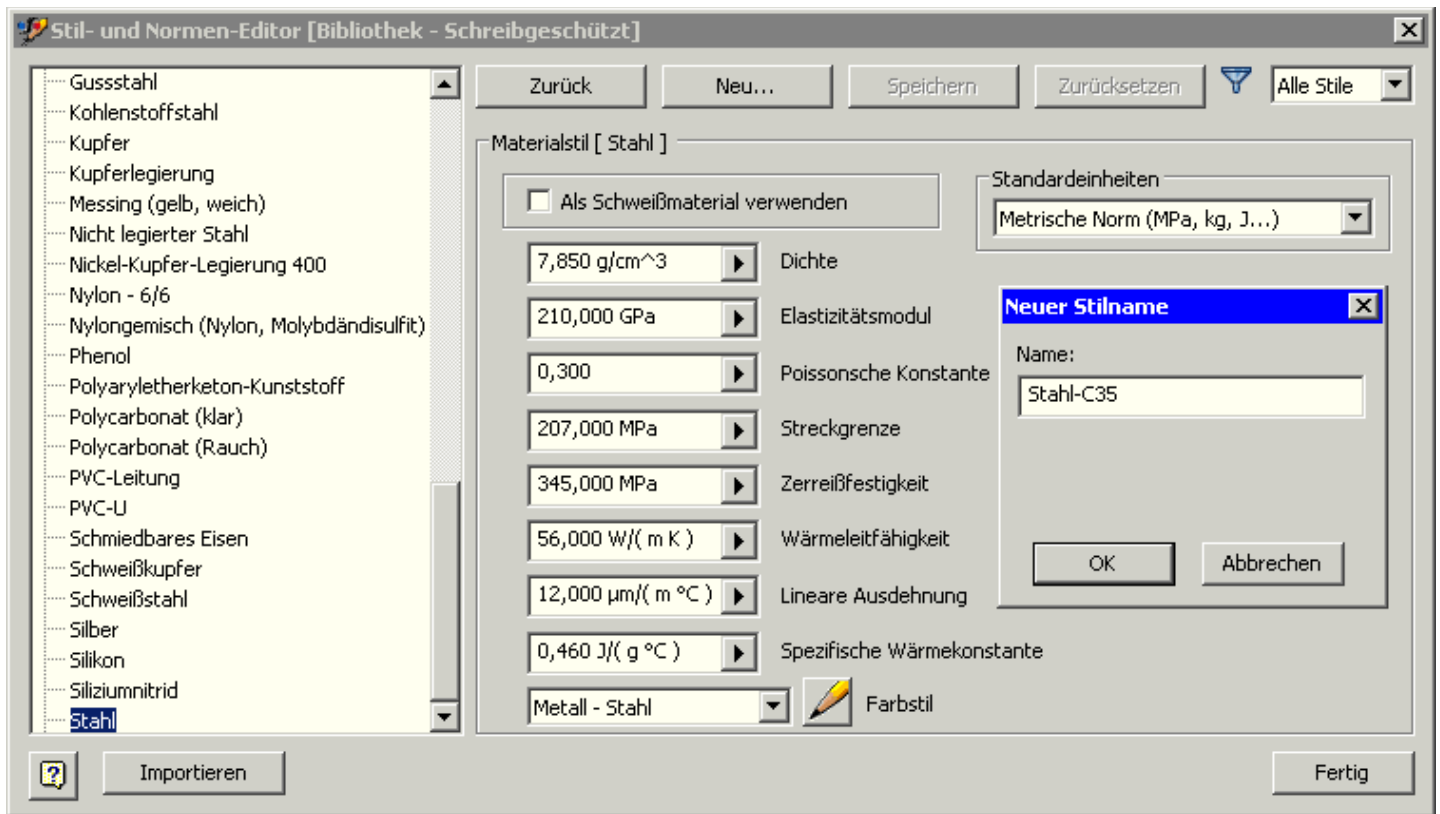 Stil- und Normen-Editor [Bibliothek - Schreibgeschützt]
Gussstahl
Kohlenstoffstahl
Kupfer
Kupferlegierung
Messing (gelb, weich)
Nicht legierter Stahl
Nickel-Kupfer-Legierung 400
Nylon - 6/6
Nylongemisch (Nylon, Molybdändisulfit)
Phenol
Polyaryletherketon-Kunststoff
Polycarbonat (klar)
Polycarbonat (Rauch)
PVC-Leitung
PVC-U
Schmiedbares Eisen
Schweißkupfer
Schweißstahl
Silber
Silikon
Siliziumnitrid
Stahl
Zurück
Neu...
Speichern
Zurücksetzen
Alle Stile
Materialstil [ Stahl ]
Als Schweißmaterial verwenden
Standardeinheiten
Metrische Norm (MPa, kg, J...)
7,850 g/cm^3 Dichte
210,000 GPa Elastizitätsmodul
0,300 Poissonsche Konstante
207,000 MPa Streckgrenze
345,000 MPa Zerreißfestigkeit
56,000 W/( m K ) Wärmeleitfähigkeit
12,000 µm/( m °C ) Lineare Ausdehnung
0,460 J/( g °C ) Spezifische Wärmekonstante
Metall - Stahl Farbstil
Neuer Stilname
Name:
Stahl-C35
OK
Abbrechen
?
Importieren
Fertig